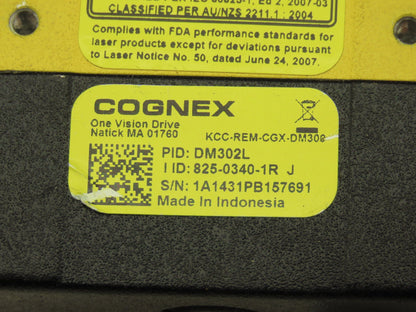 CLASSIFIED PER AU/NZS 2211.1.: 2004
Complies with FDA performance standards for
laser products except for deviations pursuant
to Laser Notice No. 50, dated June 24, 2007.
COGNEX
One Vision Drive
Natick MA 01760
KCC-REM-CGX-DM308
PID: DM302L
I ID: 825-0340-1R J
S/N: 1A1431PB157691
Made in Indonesia